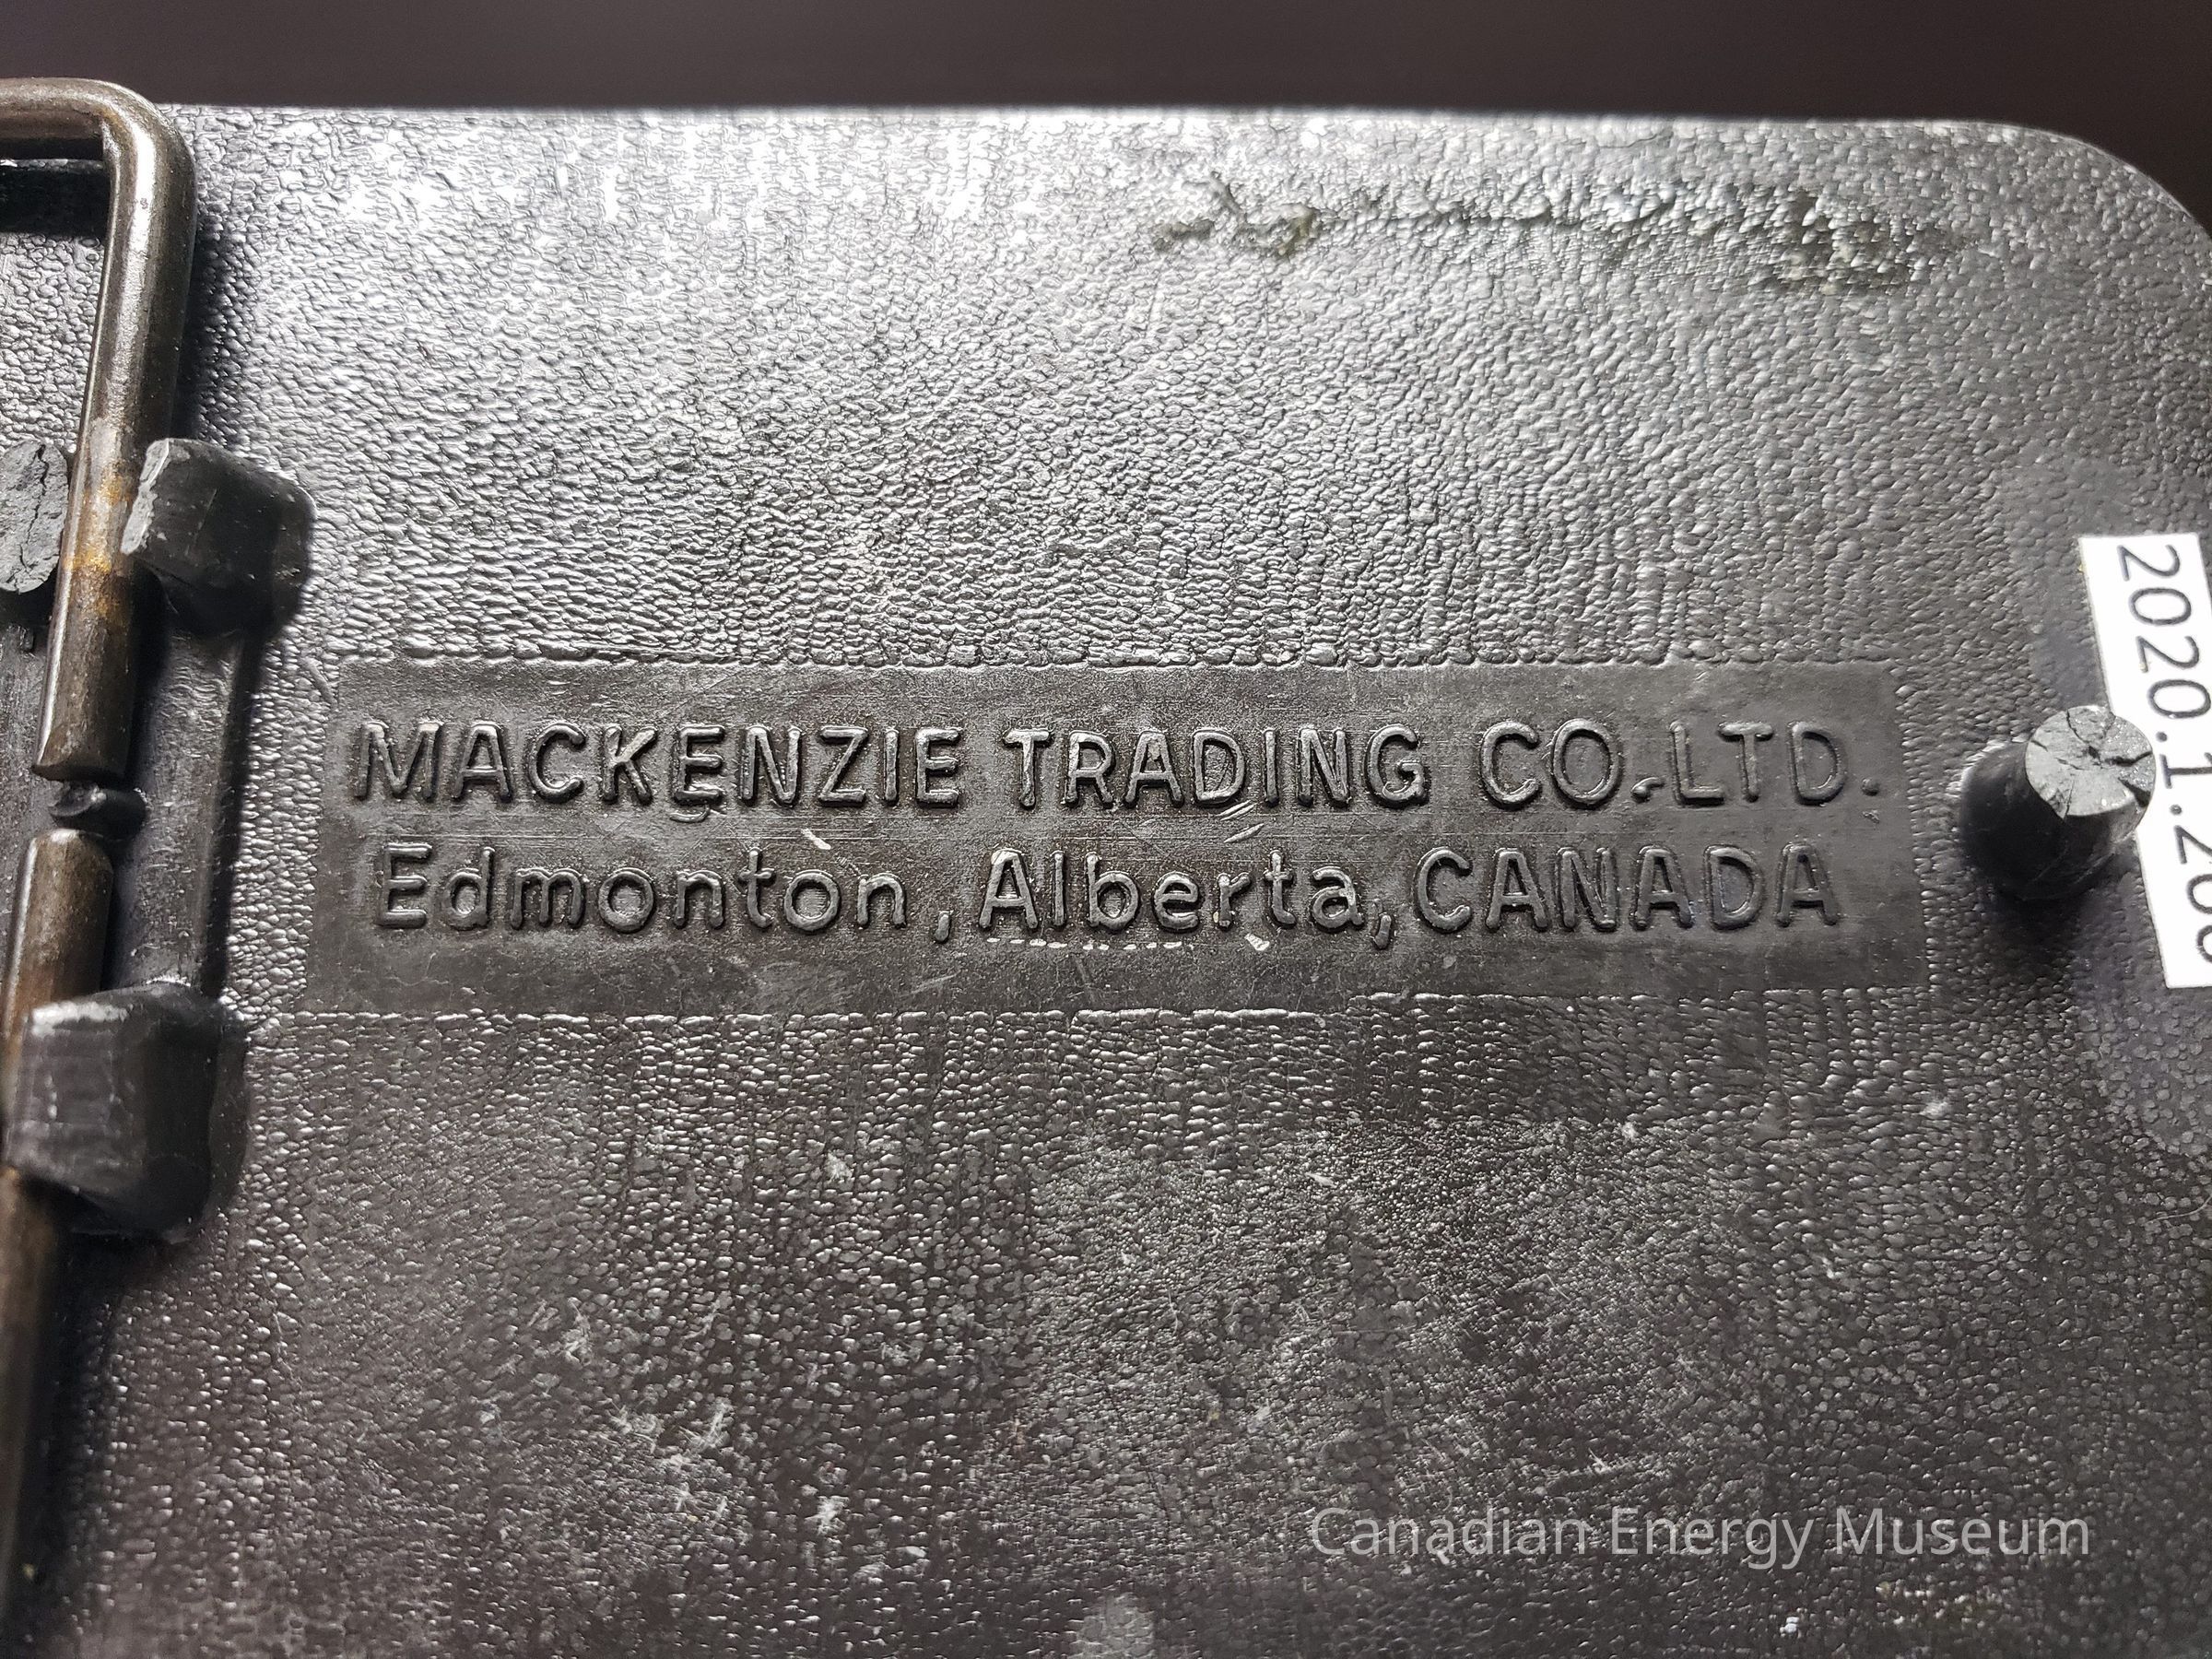 MACKENZIE TRADING CO. LTD.
Edmonton, Alberta, CANADA
Canadian Energy Museum